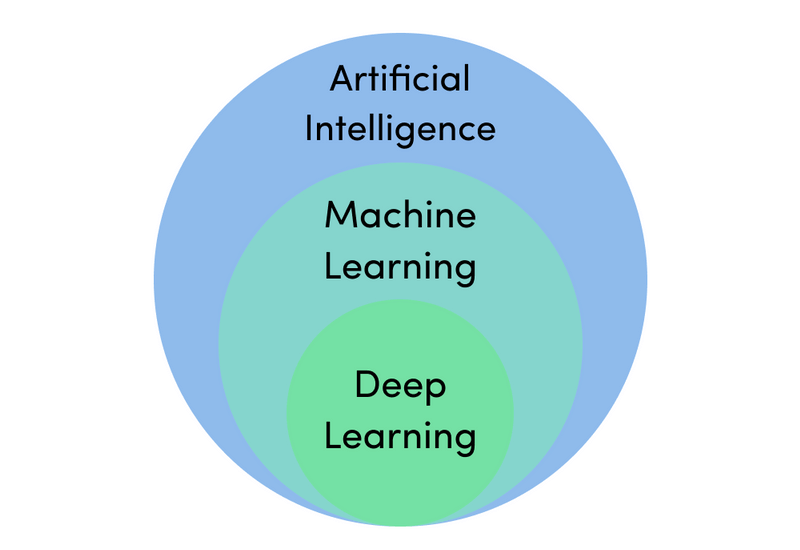 Artificial
Intelligence
Machine
Learning
Deep
Learning